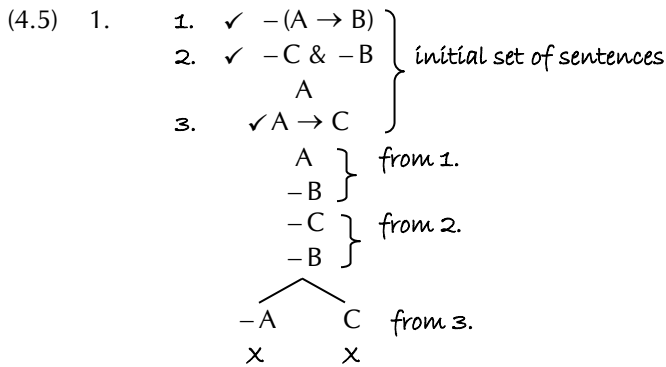 (4.5) 1. 1. ✓ –(A → B)
2. ✓ –C & –B initial set of sentences
A
3. ✓ A → C
A from 1.
–B
–C from 2.
–B
–A C from 3.
x x